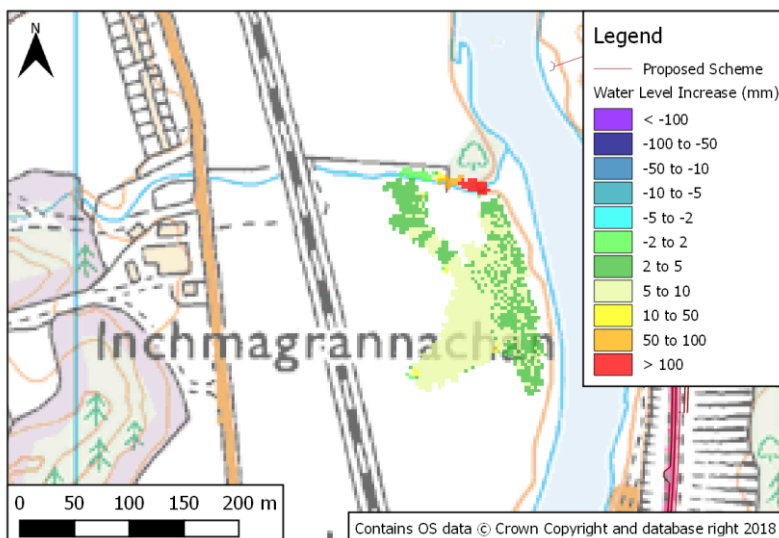 N
Legend
Proposed Scheme
Water Level Increase (mm)
< -100
-100 to -50
-50 to -10
-10 to -5
-5 to -2
-2 to 2
2 to 5
5 to 10
10 to 50
50 to 100
> 100
Inchmagrannachan
0 50 100 150 200 m
Contains OS data © Crown Copyright and database right 2018